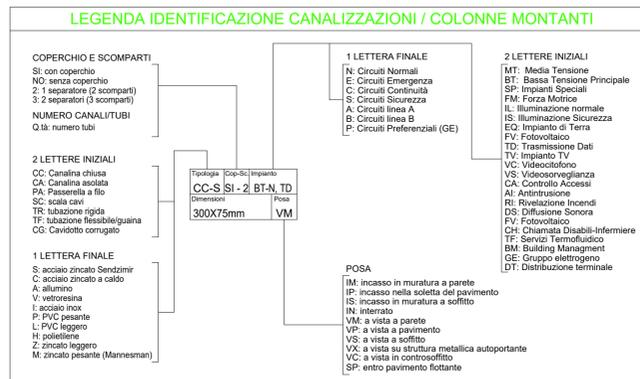 LEGENDA IDENTIFICAZIONE CANALIZZAZIONI / COLONNE MONTANTI
COPERCHIO E SCOMPARTI
SI: con coperchio
NO: senza coperchio
2: 1 separatore (2 scomparti)
3: 2 separatori (3 scomparti)
NUMERO CANALI/TUBI
Q.tà: numero tubi
2 LETTERE INIZIALI
CC: Canalina chiusa
CA: Canalina asolata
PA: Passerella a filo
SC: scala cavi
TR: tubazione rigida
TF: tubazione flessibile/guaina
CG: Cavidotto corrugato
1 LETTERA FINALE
S: acciaio zincato Sendzimir
C: acciaio zincato a caldo
A: allumino
V: vetroresina
I: acciaio inox
P: PVC pesante
L: PVC leggero
H: polietilene
Z: zincato leggero
M: zincato pesante (Mannesman)
Tipologia Cop-Sc. Impianto
CC-S SI - 2 BT-N, TD
Dimensioni Posa
300X75mm VM
1 LETTERA FINALE
N: Circuiti Normali
E: Circuiti Emergenza
C: Circuiti Continuità
S: Circuiti Sicurezza
A: Circuiti linea A
B: Circuiti linea B
P: Circuiti Preferenziali (GE)
POSA
IM: incasso in muratura a parete
IP: incasso nella soletta del pavimento
IS: incasso in muratura a soffitto
IN: interrato
VM: a vista a parete
VP: a vista a pavimento
VS: a vista a soffitto
VX: a vista su struttura metallica autoportante
VC: a vista in controsoffitto
SP: entro pavimento flottante
2 LETTERE INIZIALI
MT: Media Tensione
BT: Bassa Tensione Principale
SP: Impianti Speciali
FM: Forza Motrice
IL: Illuminazione normale
IS: Illuminazione Sicurezza
EQ: Impianto di Terra
FV: Fotovoltaico
TD: Trasmissione Dati
TV: Impianto TV
VC: Videocitofono
VS: Videosorveglianza
CA: Controllo Accessi
AI: Antintrusione
RI: Rivelazione Incendi
DS: Diffusione Sonora
FV: Fotovoltaico
CH: Chiamata Disabili-Infermiere
TF: Servizi Termofluidico
BM: Building Managment
GE: Gruppo elettrogeno
DT: Distribuzione terminale